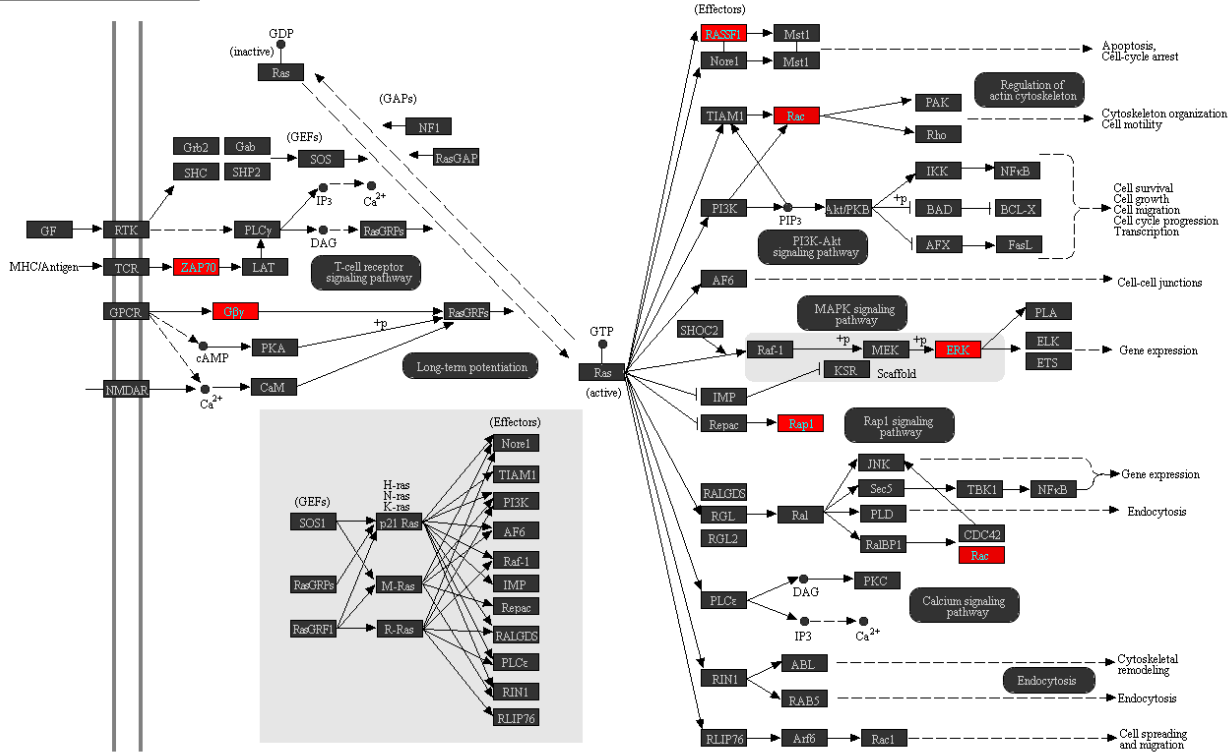 GDP
(inactive)
Ras
(GAPs)
NF1
RasGAP
(GEFs)
Grb2
Gab
SOS
SHC
SHP2
IP3
Ca2+
GF
RTK
PLCγ
DAG
RasGRPs
MHC/Antigen
TCR
ZAP70
LAT
T-cell receptor
signaling pathway
GPCR
Gβγ
RasGRFs
+p
cAMP
PKA
Long-term potentiation
NMDAR
Ca2+
CaM
GTP
Ras
(active)
(Effectors)
RASSF1
Mst1
Nore1
Mst1
Apoptosis,
Cell-cycle arrest
Regulation of
actin cytoskeleton
TIAM1
Rac
PAK
Rho
Cytoskeleton organization
Cell motility
PI3K
PIP3
Akt/PKB
+p
IKK
NFκB
BAD
BCL-X
AFX
FasL
Cell survival
Cell growth
Cell migration
Cell cycle progression
Transcription
PI3K-Akt
signaling pathway
AF6
Cell-cell junctions
MAPK signaling
pathway
SHOC2
Raf-1
+p
MEK
+p
ERK
PLA
ELK
ETS
Gene expression
KSR
Scaffold
IMP
Repac
Rap1
Rap1 signaling
pathway
RALGDS
RGL
RGL2
Ral
JNK
Sec5
TBK1
NFκB
Gene expression
PLD
Endocytosis
RalBP1
CDC42
Rac
PLCε
DAG
PKC
IP3
Ca2+
Calcium signaling
pathway
RIN1
ABL
Cytoskeletal
remodeling
RAB5
Endocytosis
Endocytosis
RLIP76
Arf6
Rac1
Cell spreading
and migration
(Effectors)
Nore1
TIAM1
PI3K
AF6
Raf-1
IMP
Repac
RALGDS
PLCε
RIN1
RLIP76
(GEFs)
SOS1
RasGRPs
RasGRF1
H-ras
N-ras
K-ras
p21 Ras
M-Ras
R-Ras